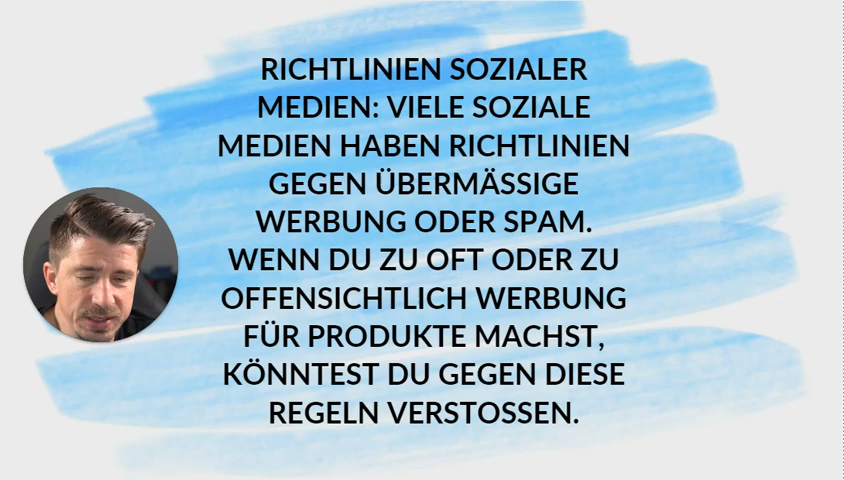 RICHTLINIEN SOZIALER
MEDIEN: VIELE SOZIALE
MEDIEN HABEN RICHTLINIEN
GEGEN ÜBERMÄSSIGE
WERBUNG ODER SPAM.
WENN DU ZU OFT ODER ZU
OFFENSICHTLICH WERBUNG
FÜR PRODUKTE MACHST,
KÖNNTEST DU GEGEN DIESE
REGELN VERSTOSSEN.